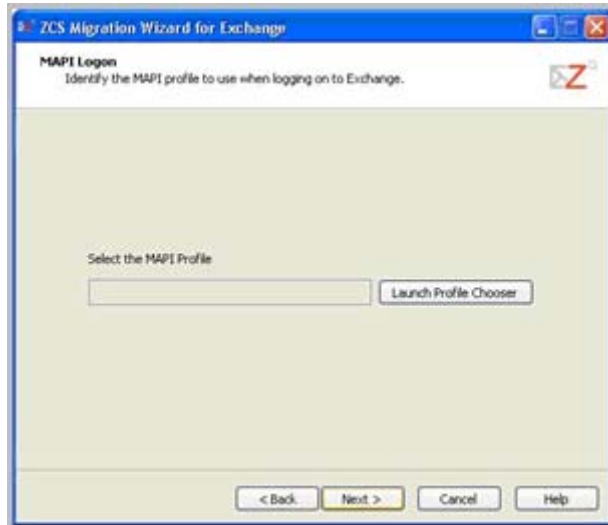 ZCS Migration Wizard for Exchange
MAPI Logon
Identify the MAPI profile to use when logging on to Exchange.
Z
Select the MAPI Profile
Launch Profile Chooser
< Back
Next >
Cancel
Help